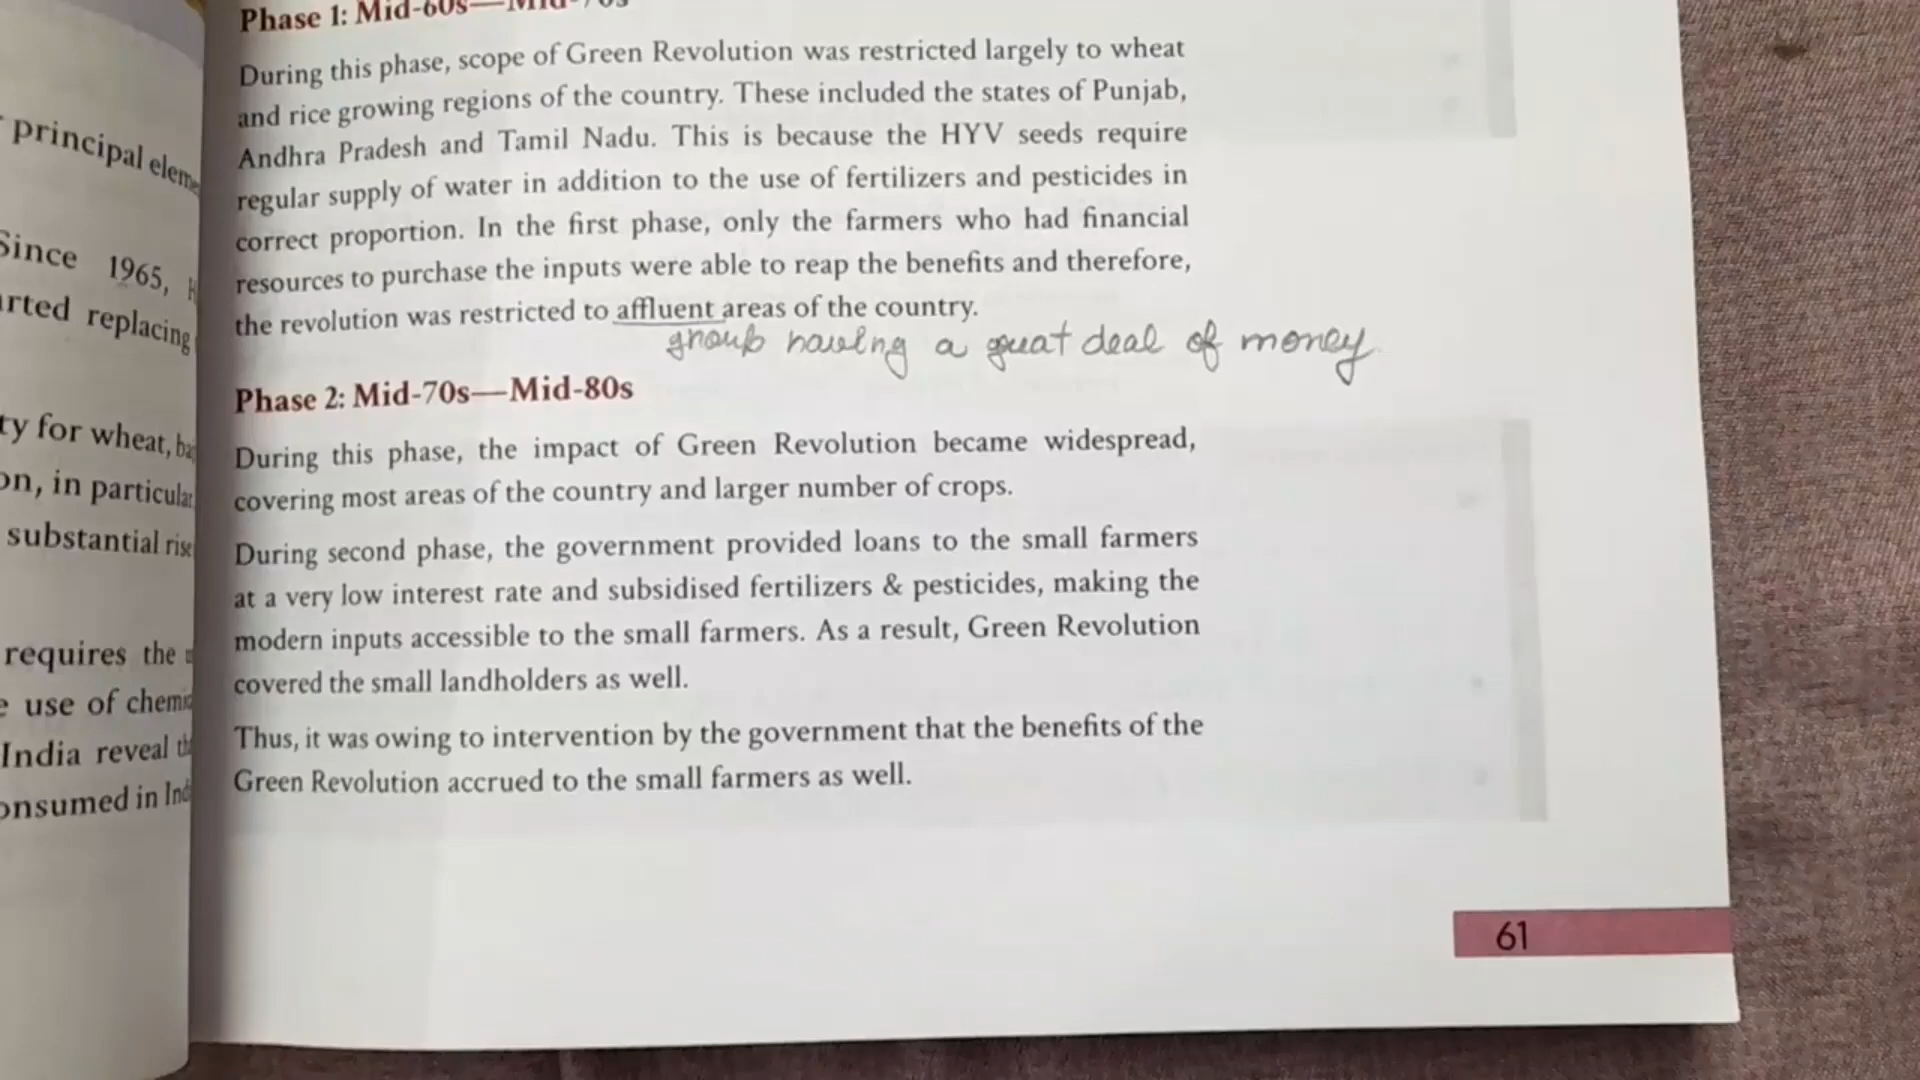 Phase 1: Mid-60s—Mid-70s
During this phase, scope of Green Revolution was restricted largely to wheat
and rice growing regions of the country. These included the states of Punjab,
Andhra Pradesh and Tamil Nadu. This is because the HYV seeds require
regular supply of water in addition to the use of fertilizers and pesticides in
correct proportion. In the first phase, only the farmers who had financial
resources to purchase the inputs were able to reap the benefits and therefore,
the revolution was restricted to affluent areas of the country.
group having a great deal of money
Phase 2: Mid-70s—Mid-80s
During this phase, the impact of Green Revolution became widespread,
covering most areas of the country and larger number of crops.
During second phase, the government provided loans to the small farmers
at a very low interest rate and subsidised fertilizers & pesticides, making the
modern inputs accessible to the small farmers. As a result, Green Revolution
covered the small landholders as well.
Thus, it was owing to intervention by the government that the benefits of the
Green Revolution accrued to the small farmers as well.
61
principal
Since 1965,
replacing
for wheat,
in particular
substantial
requires the
use of
India reveal
in